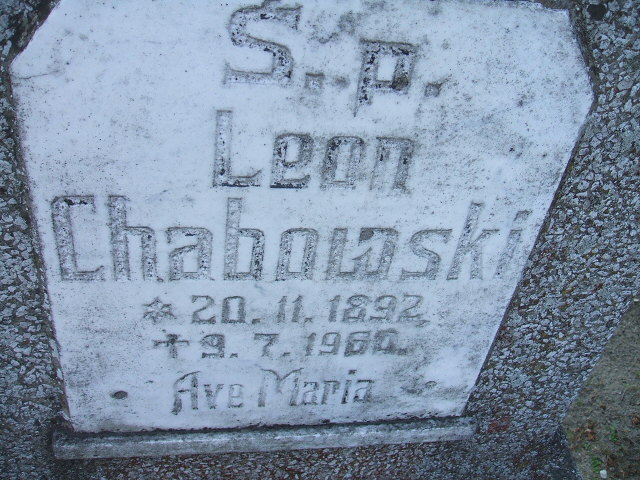 Ś. p.
Leon
Chabowski
* 20. 11. 1892
✝ 9. 7. 1960.
Ave Maria